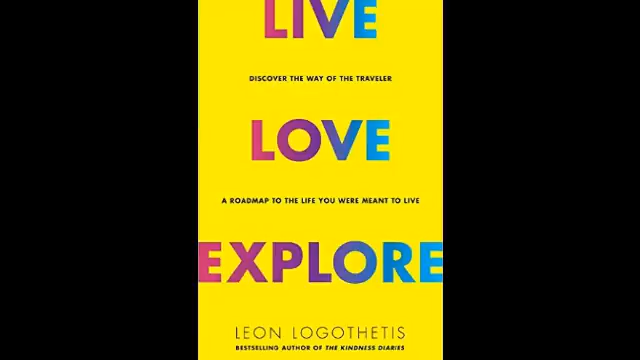 LIVE
DISCOVER THE WAY OF THE TRAVELER
LOVE
A ROADMAP TO THE LIFE YOU WERE MEANT TO LIVE
EXPLORE
LEON LOGOTHETIS
BESTSELLING AUTHOR OF THE KINDNESS DIARIES